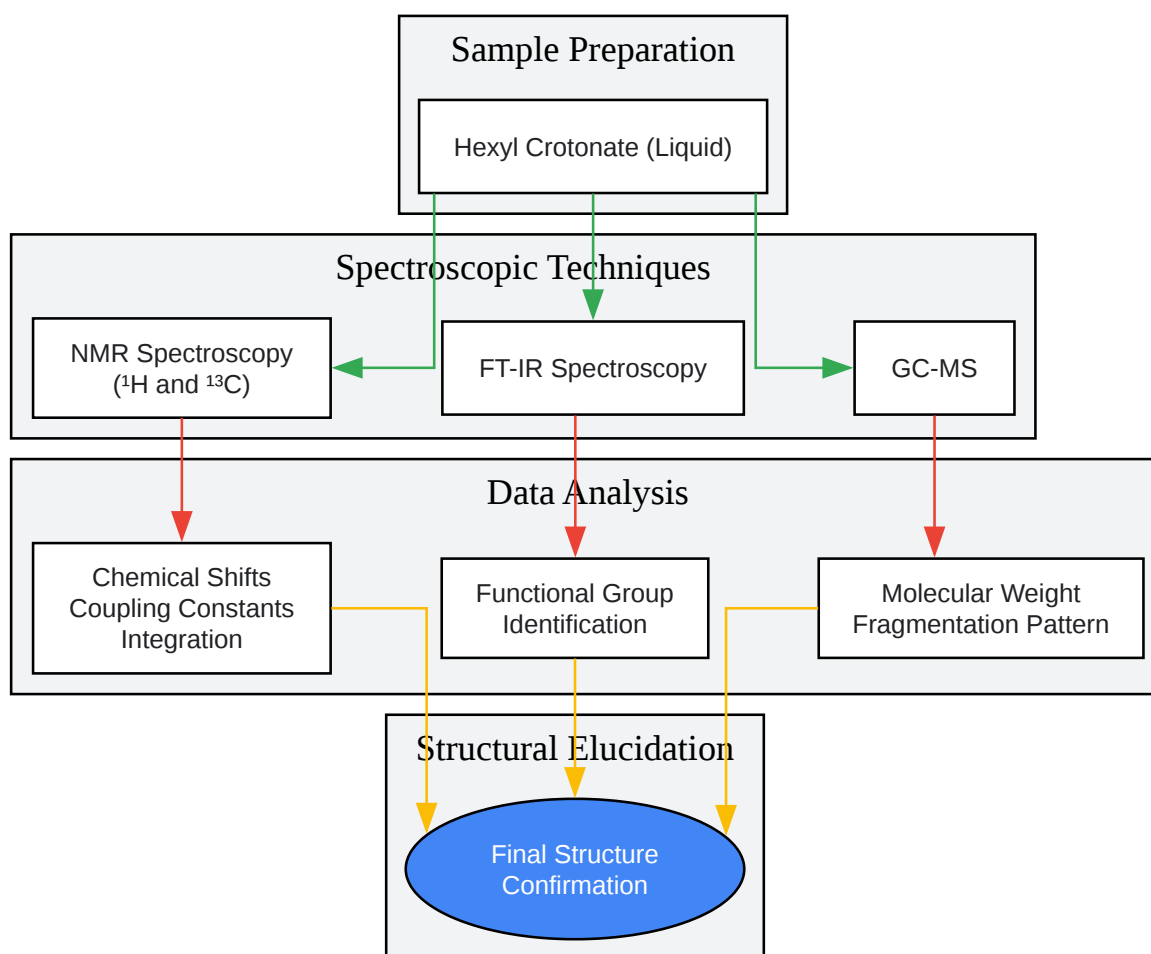 Sample Preparation
Hexyl Crotonate (Liquid)
Spectroscopic Techniques
NMR Spectroscopy
(¹H and ¹³C)
FT-IR Spectroscopy
GC-MS
Data Analysis
Chemical Shifts
Coupling Constants
Integration
Functional Group
Identification
Molecular Weight
Fragmentation Pattern
Structural Elucidation
Final Structure
Confirmation